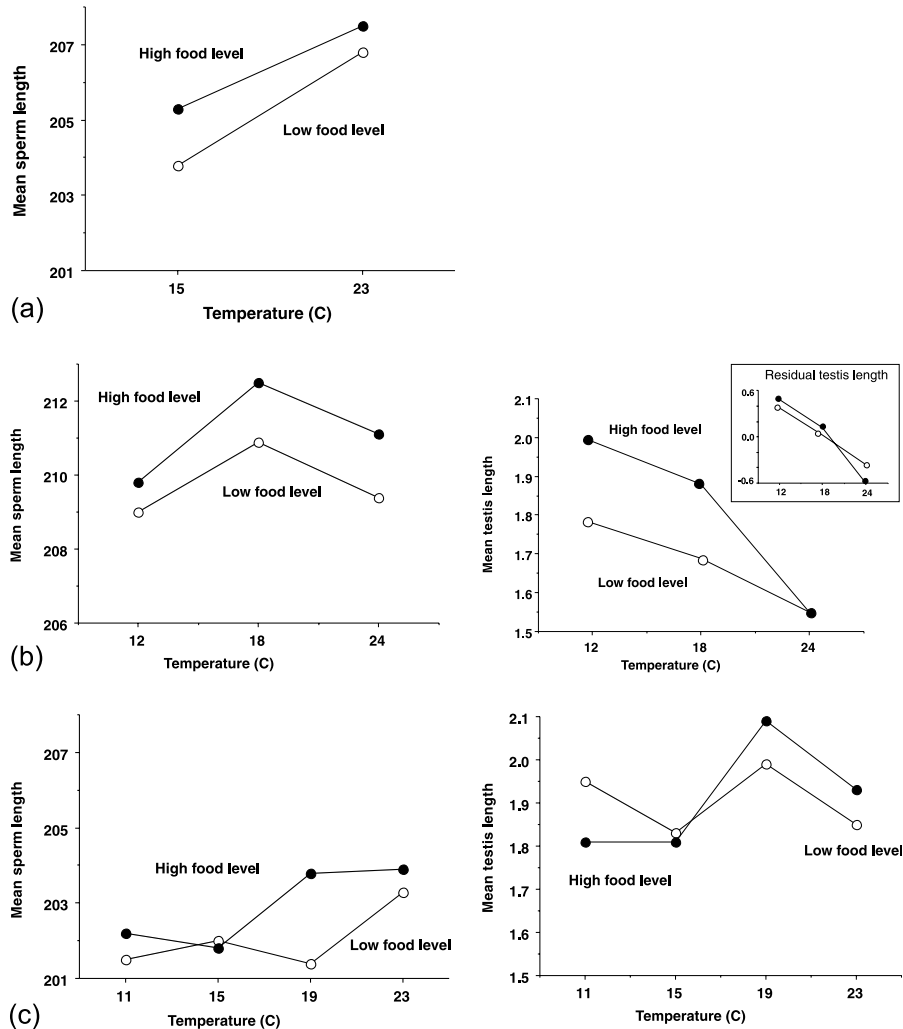 207
205
203
201
Mean sperm length
High food level
Low food level
15 23
Temperature (C)
(a)
212
210
208
206
Mean sperm length
High food level
Low food level
12 18 24
Temperature (C)
(b)
2.1
2.0
1.9
1.8
1.7
1.6
1.5
Mean testis length
High food level
Low food level
12 18 24
Temperature (C)
Residual testis length
0.6
0.0
-0.6
12 18 24
207
205
203
201
Mean sperm length
High food level
Low food level
11 15 19 23
Temperature (C)
(c)
2.1
2.0
1.9
1.8
1.7
1.6
1.5
Mean testis length
High food level
Low food level
11 15 19 23
Temperature (C)